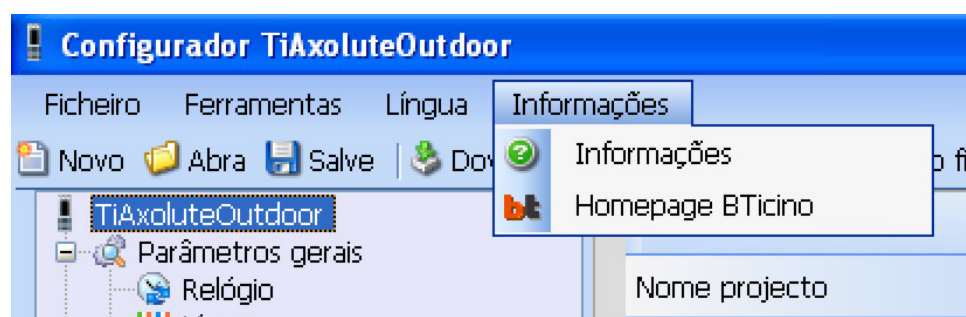 Configurador TiAxoluteOutdoor
Ficheiro Ferramentas Língua Informações
Novo Abra Salve
Informações
Homepage BTicino
TiAxoluteOutdoor
Parâmetros gerais
Relógio
Nome projecto